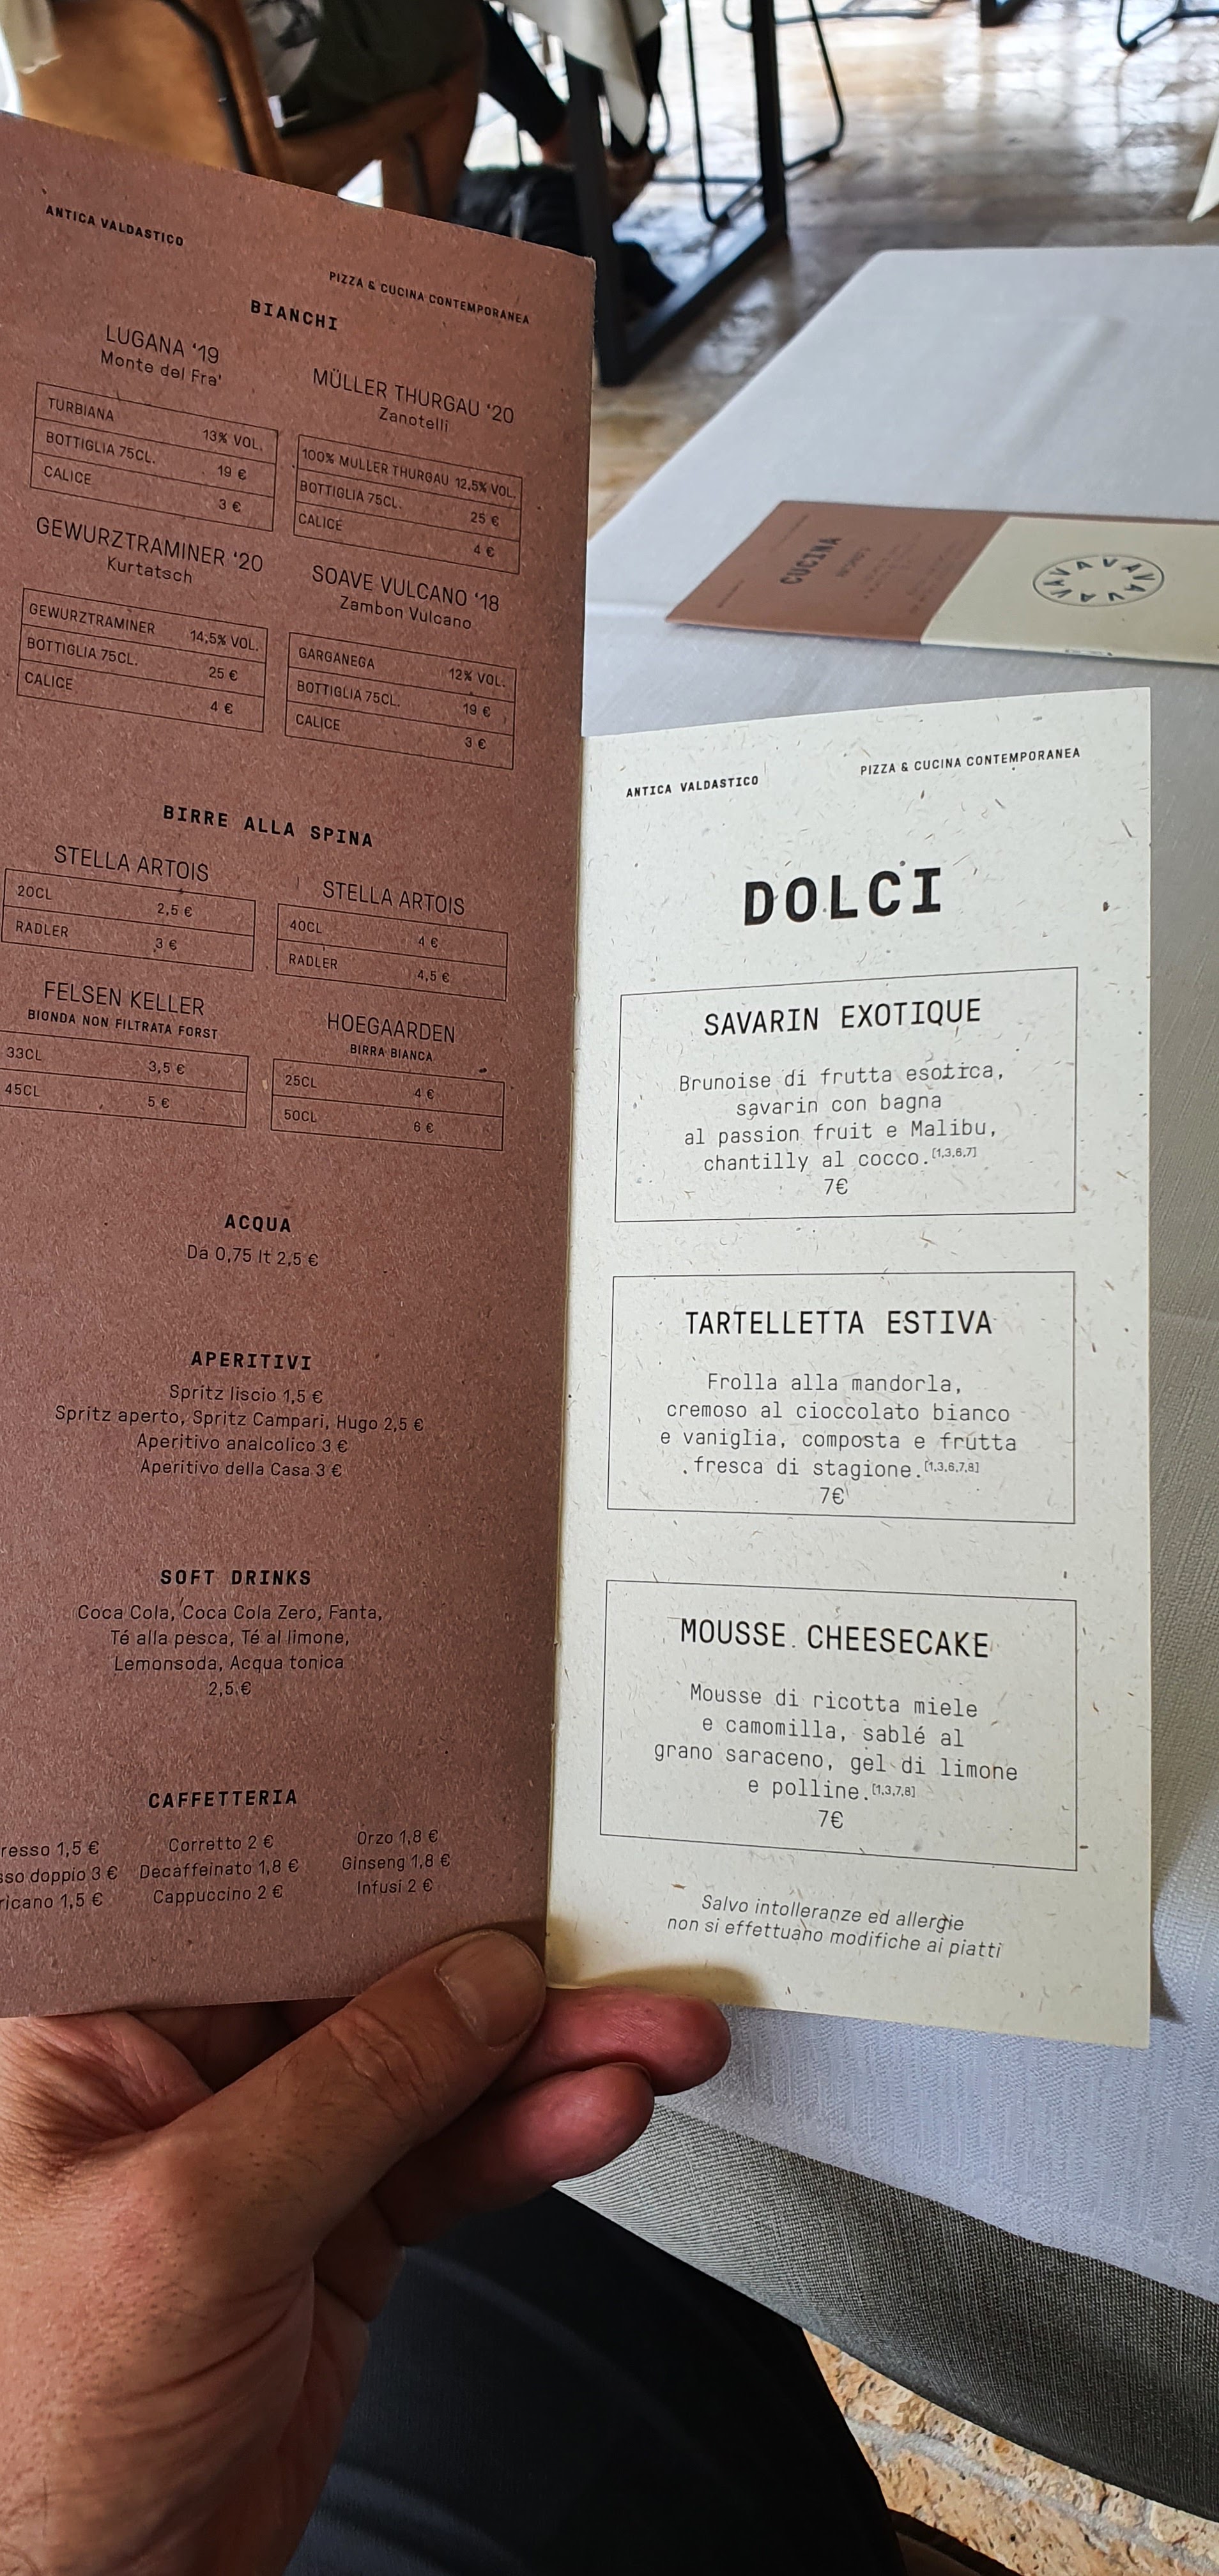 ANTICA VALDASTICO
PIZZA & CUCINA CONTEMPORANEA
BIANCHI
LUGANA '19
Monte del Fra'
TURBIANA 13% VOL.
BOTTIGLIA 75CL. 19 €
CALICE 3 €
MÜLLER THURGAU '20
Zanotelli
100% MULLER THURGAU 12,5% VOL.
BOTTIGLIA 75CL. 25 €
CALICE 4 €
GEWURZTRAMINER '20
Kurtatsch
GEWURZTRAMINER 14,5% VOL.
BOTTIGLIA 75CL. 25 €
CALICE 4 €
SOAVE VULCANO '18
Zambon Vulcano
GARGANEGA 12% VOL.
BOTTIGLIA 75CL. 19 €
CALICE 3 €
BIRRE ALLA SPINA
STELLA ARTOIS
20CL 2,5 €
RADLER 3 €
STELLA ARTOIS
40CL 4 €
RADLER 4,5 €
FELSEN KELLER
BIONDA NON FILTRATA FORST
33CL 3,5 €
45CL 5 €
HOEGAARDEN
BIRRA BIANCA
25CL 4 €
50CL 6 €
ACQUA
Da 0,75 lt 2,5 €
APERITIVI
Spritz liscio 1,5 €
Spritz aperto, Spritz Campari, Hugo 2,5 €
Aperitivo analcolico 3 €
Aperitivo della Casa 3 €
SOFT DRINKS
Coca Cola, Coca Cola Zero, Fanta,
Té alla pesca, Té al limone,
Lemonsoda, Acqua tonica
2,5 €
CAFFETTERIA
resso 1,5 € Corretto 2 € Orzo 1,8 €
sso doppio 3 € Decaffeinato 1,8 € Ginseng 1,8 €
ricano 1,5 € Cappuccino 2 € Infusi 2 €
CUCINA
VAVAVAVAVA
ANTICA VALDASTICO
PIZZA & CUCINA CONTEMPORANEA
DOLCI
SAVARIN EXOTIQUE
Brunoise di frutta esotica,
savarin con bagna
al passion fruit e Malibu,
chantilly al cocco.[1,3,6,7]
7€
TARTELLETTA ESTIVA
Frolla alla mandorla,
cremoso al cioccolato bianco
e vaniglia, composta e frutta
fresca di stagione.[1,3,6,7,8]
7€
MOUSSE CHEESECAKE
Mousse di ricotta miele
e camomilla, sablé al
grano saraceno, gel di limone
e polline.[1,3,7,8]
7€
Salvo intolleranze ed allergie
non si effettuano modifiche ai piatti